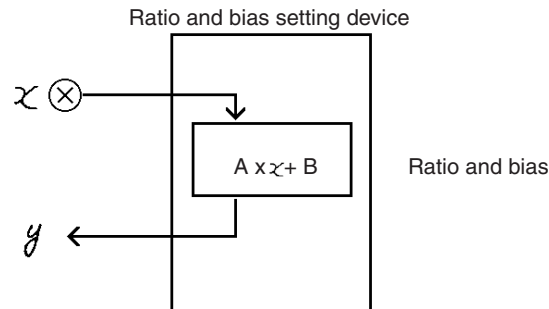 Ratio and bias setting device
x
A x x + B
Ratio and bias
y